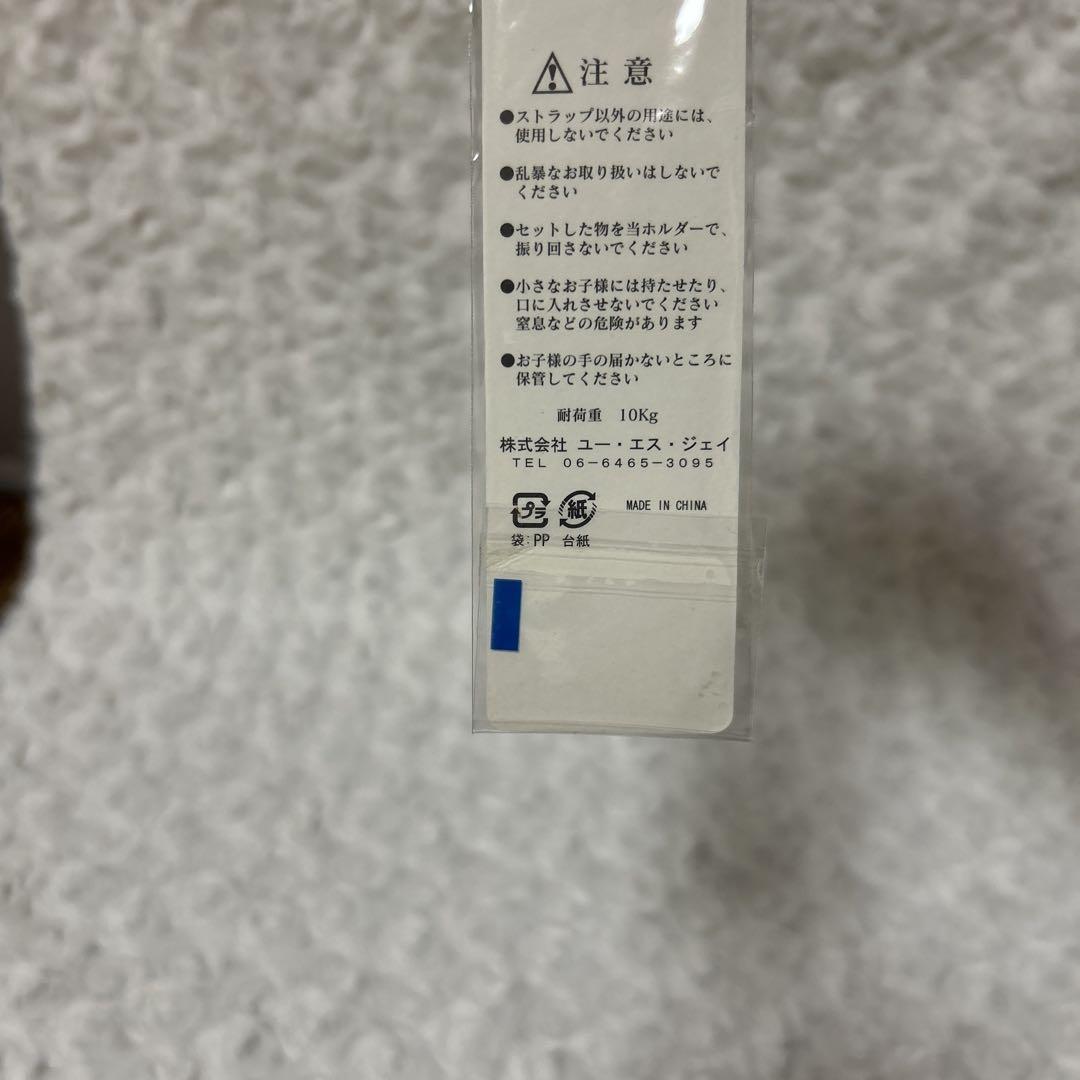 注意
●ストラップ以外の用途には、
使用しないでください
●乱暴なお取り扱いはしないで
ください
●セットした物を当ホルダーで、
振り回さないでください
●小さなお子様には持たせたり、
口に入れさせないでください
窒息などの危険があります
●お子様の手の届かないところに
保管してください
耐荷重 10Kg
株式会社 ユー・エス・ジェイ
TEL 06-6465-3095
プラ 紙 MADE IN CHINA
袋:PP 台紙